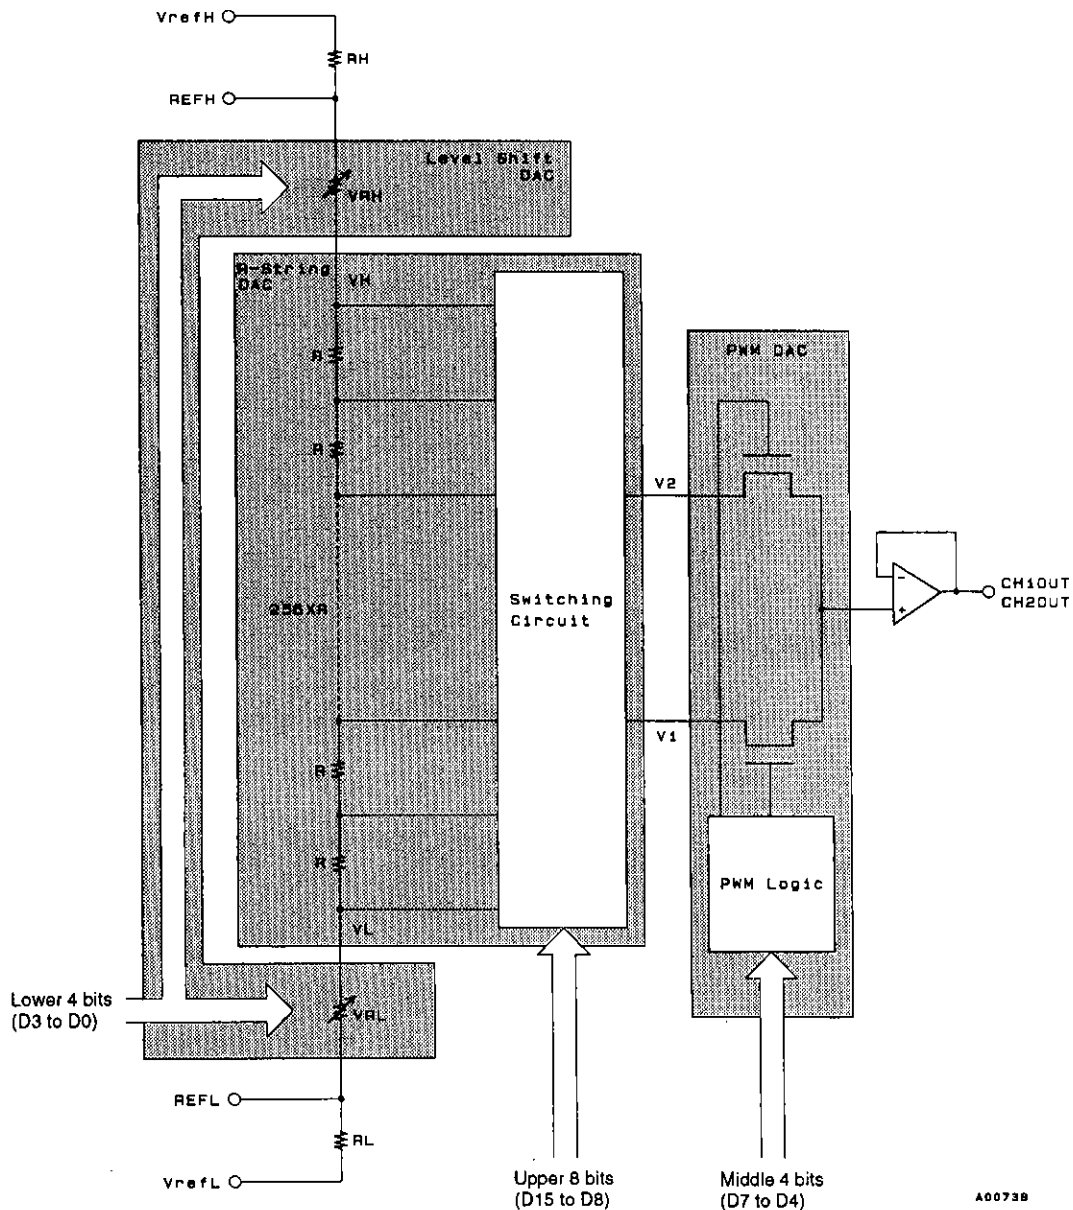 VrefH
RH
REFH
Level Shift
DAC
VRH
R-String
DAC
VH
R
PWM DAC
R
V2
256XR
Switching
Circuit
CH1OUT
CH2OUT
-
+
V1
R
R
PWM Logic
VL
Lower 4 bits
(D3 to D0)
VRL
REFL
RL
VrefL
Upper 8 bits
(D15 to D8)
Middle 4 bits
(D7 to D4)
A00738